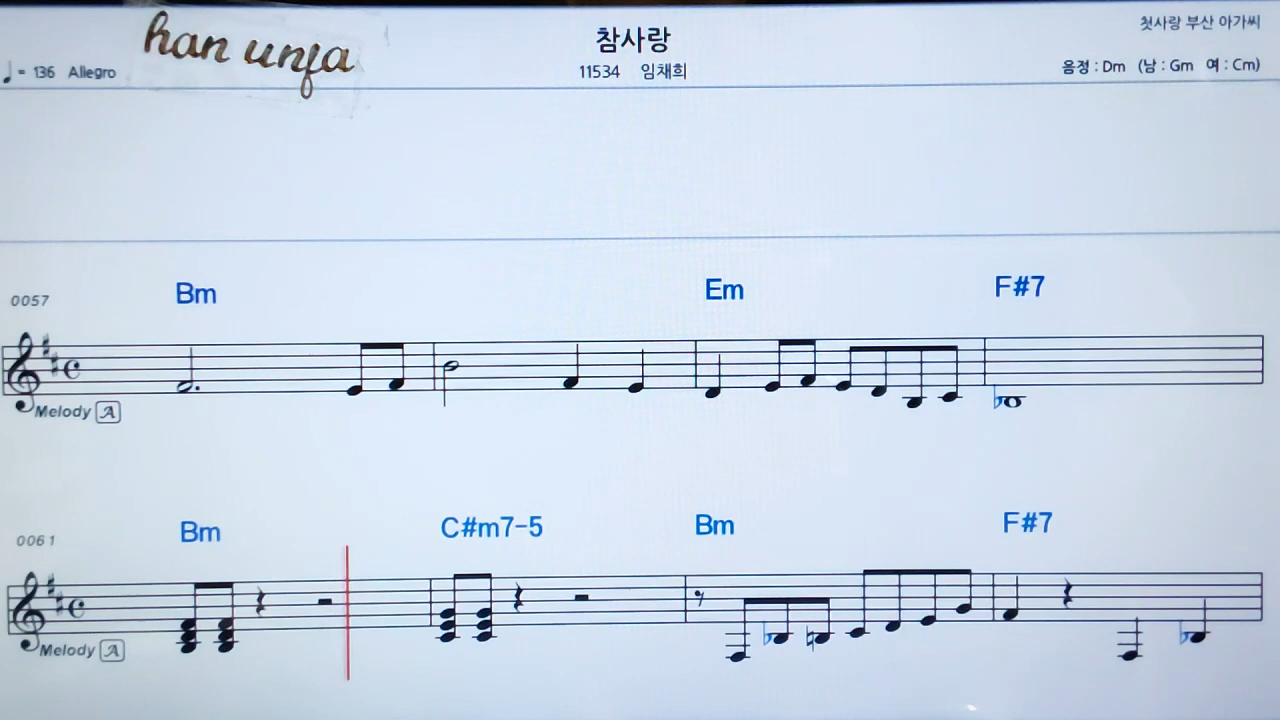 han unja
참사랑
첫사랑 부산 아가씨
♩= 136 Allegro
11534 임채희
음정 : Dm (남 : Gm 여 : Cm)
0057
Bm Em F#7
Melody A
0061
Bm C#m7-5 Bm F#7
Melody A